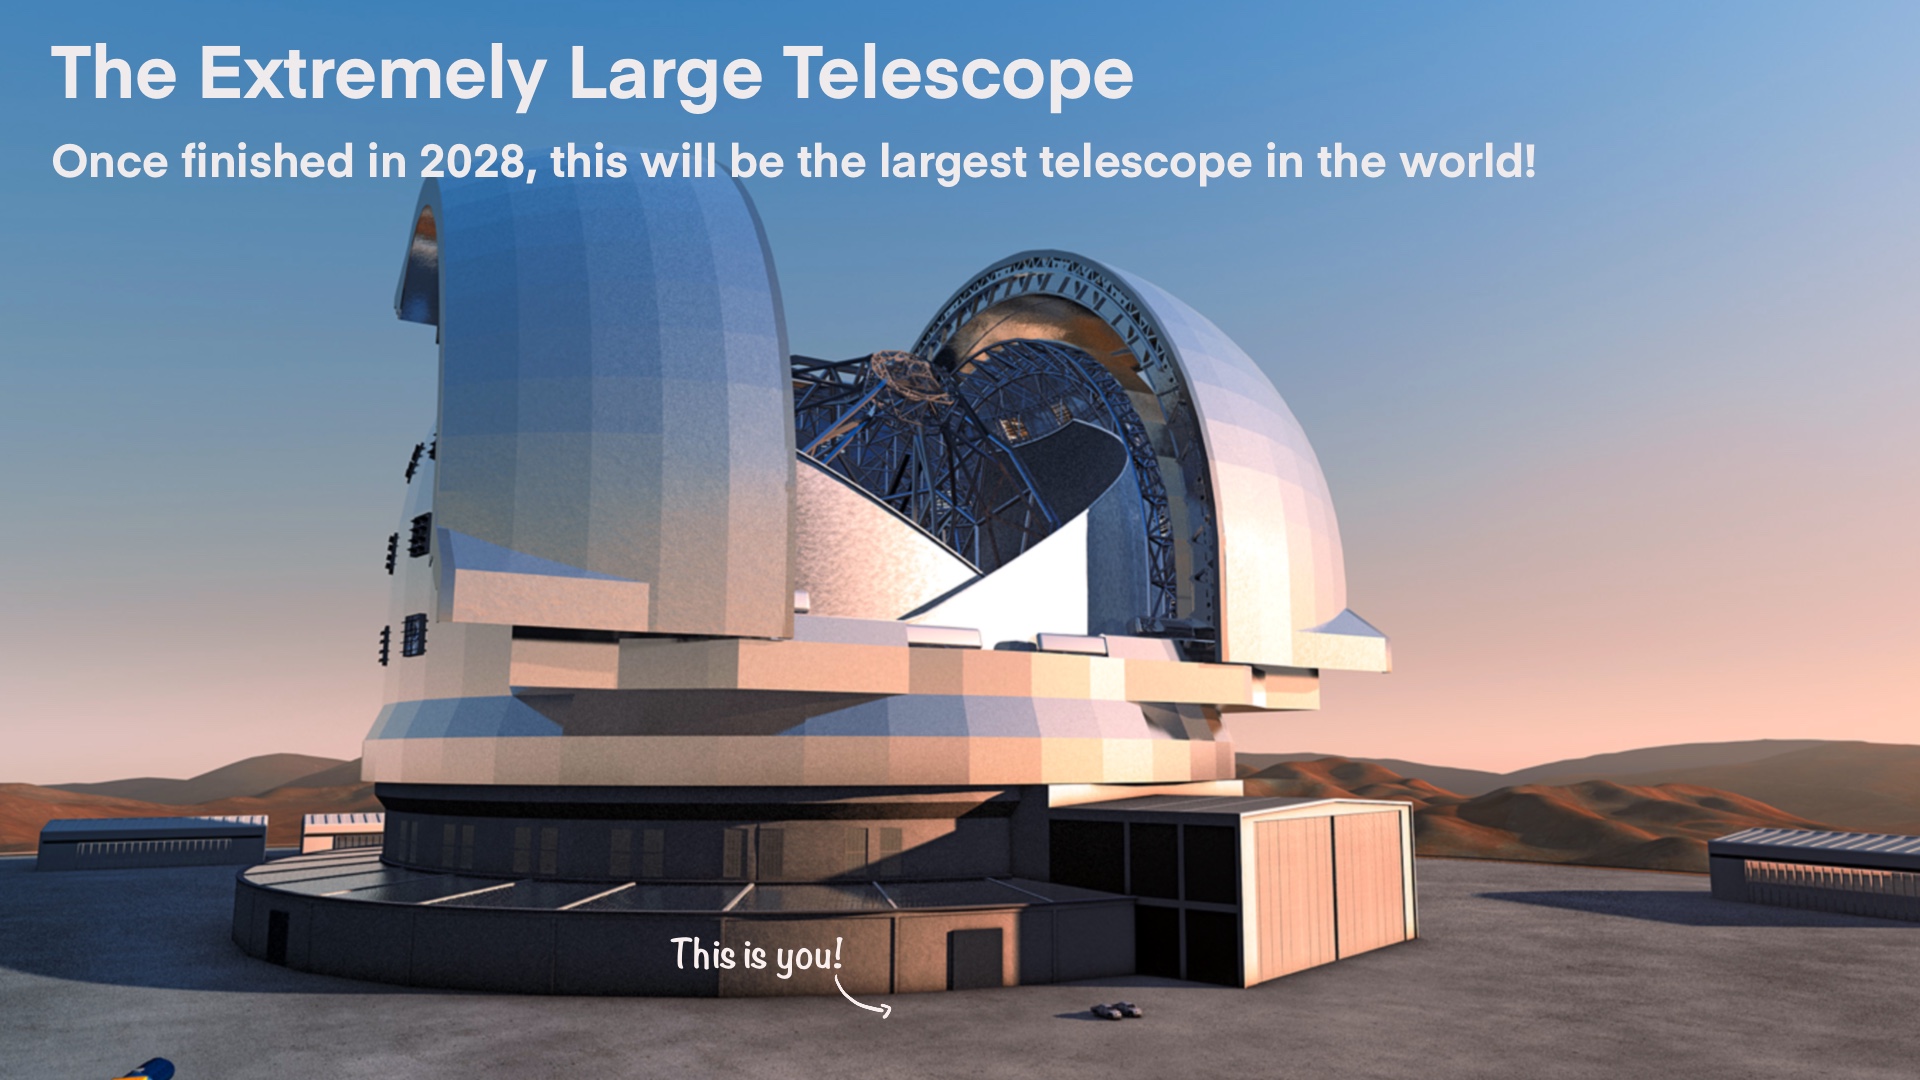 The Extremely Large Telescope
Once finished in 2028, this will be the largest telescope in the world!
This is you!